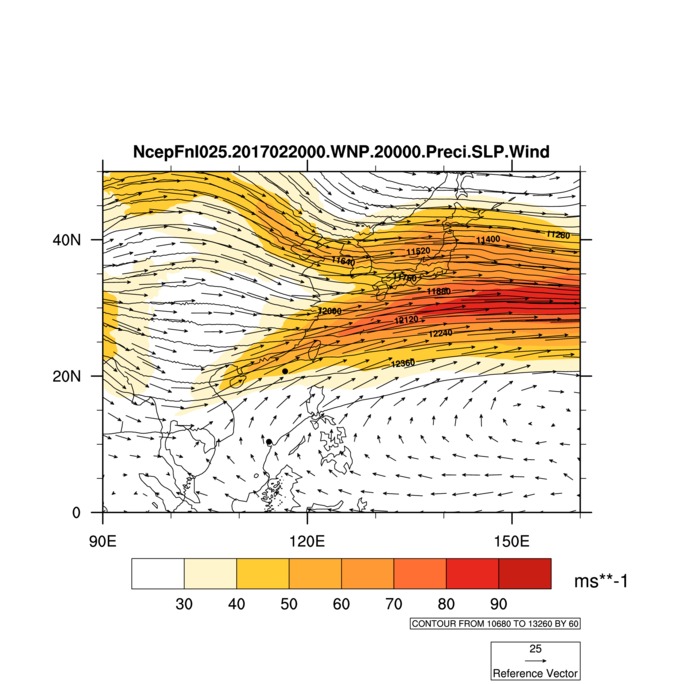 NcepFnl025.2017022000.WNP.20000.Preci.SLP.Wind
40N
20N
0
11280
11400
11520
11640
11760
11880
12000
12120
12240
12360
90E 120E 150E
ms**-1
30 40 50 60 70 80 90
CONTOUR FROM 10680 TO 13260 BY 60
25
Reference Vector